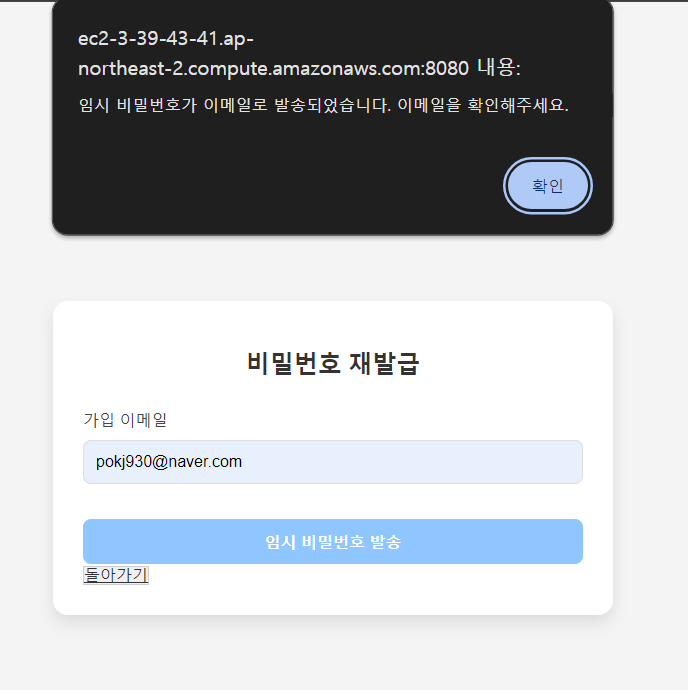 ec2-3-39-43-41.ap-
northeast-2.compute.amazonaws.com:8080 내용:
임시 비밀번호가 이메일로 발송되었습니다. 이메일을 확인해주세요.
확인
비밀번호 재발급
가입 이메일
pokj930@naver.com
임시 비밀번호 발송
돌아가기